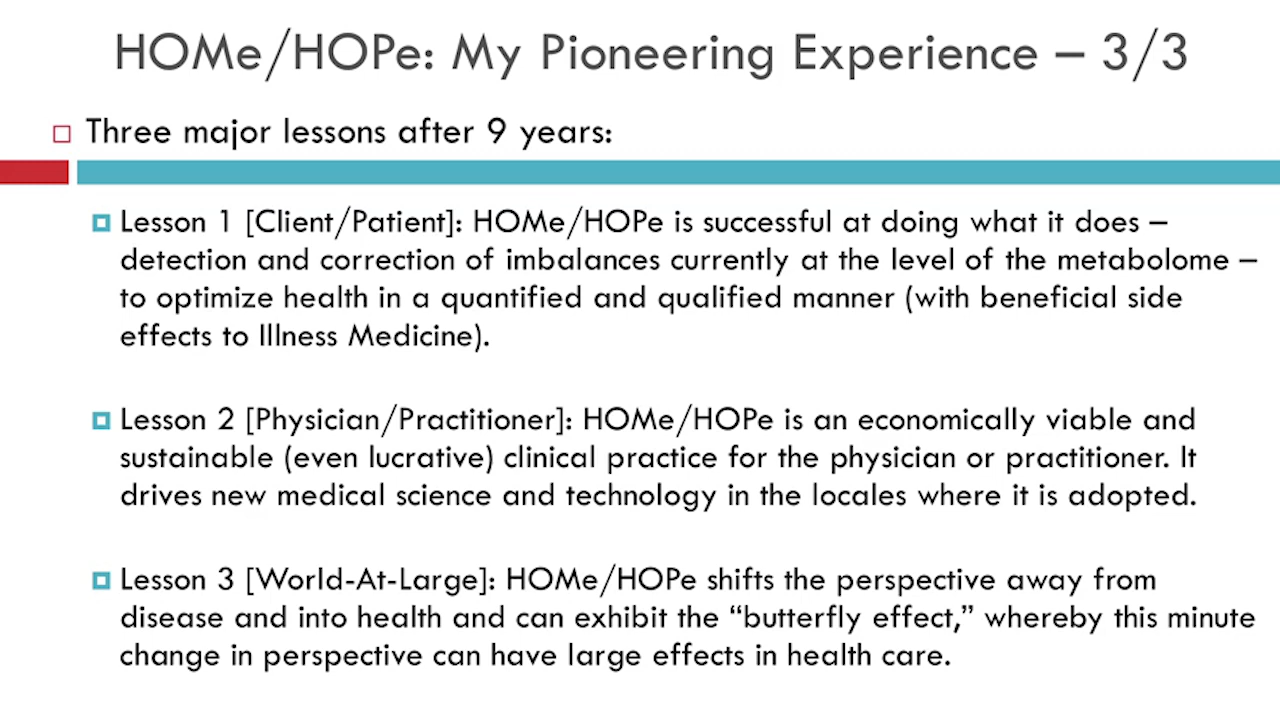 HOMe/HOPe: My Pioneering Experience – 3/3
Three major lessons after 9 years:
Lesson 1 [Client/Patient]: HOMe/HOPe is successful at doing what it does –
detection and correction of imbalances currently at the level of the metabolome –
to optimize health in a quantified and qualified manner (with beneficial side
effects to Illness Medicine).
Lesson 2 [Physician/Practitioner]: HOMe/HOPe is an economically viable and
sustainable (even lucrative) clinical practice for the physician or practitioner. It
drives new medical science and technology in the locales where it is adopted.
Lesson 3 [World-At-Large]: HOMe/HOPe shifts the perspective away from
disease and into health and can exhibit the “butterfly effect,” whereby this minute
change in perspective can have large effects in health care.